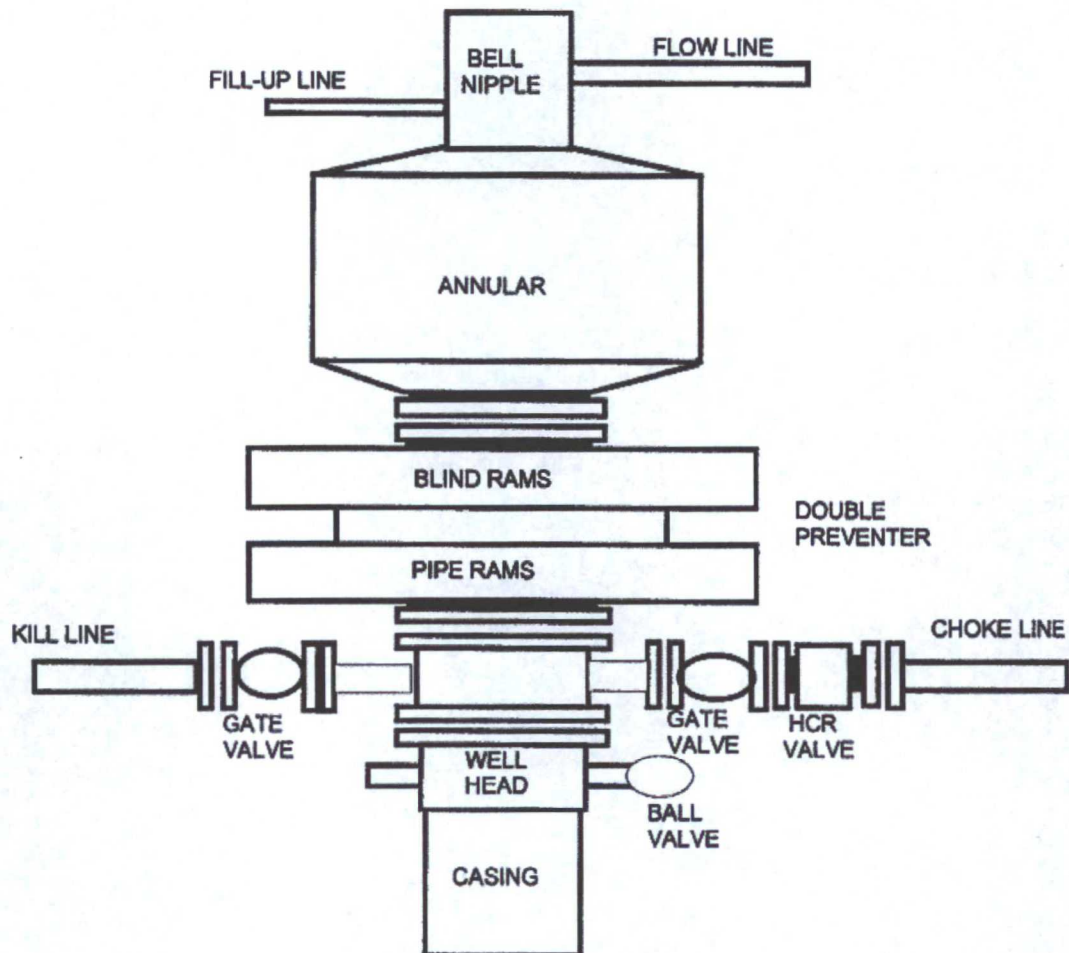 BELL
NIPPLE
FLOW LINE
FILL-UP LINE
ANNULAR
BLIND RAMS
DOUBLE
PREVENTER
PIPE RAMS
KILL LINE
CHOKE LINE
GATE
VALVE
GATE
VALVE
HCR
VALVE
WELL
HEAD
BALL
VALVE
CASING